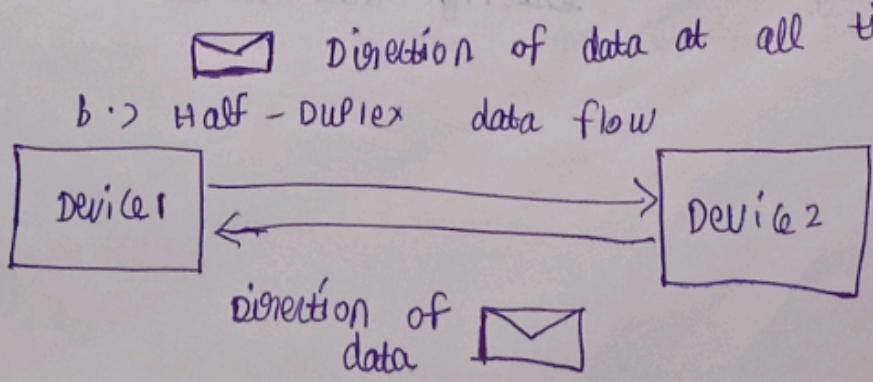 Direction of data at all
b.) Half-Duplex data flow
Device1
Device2
Direction of
data